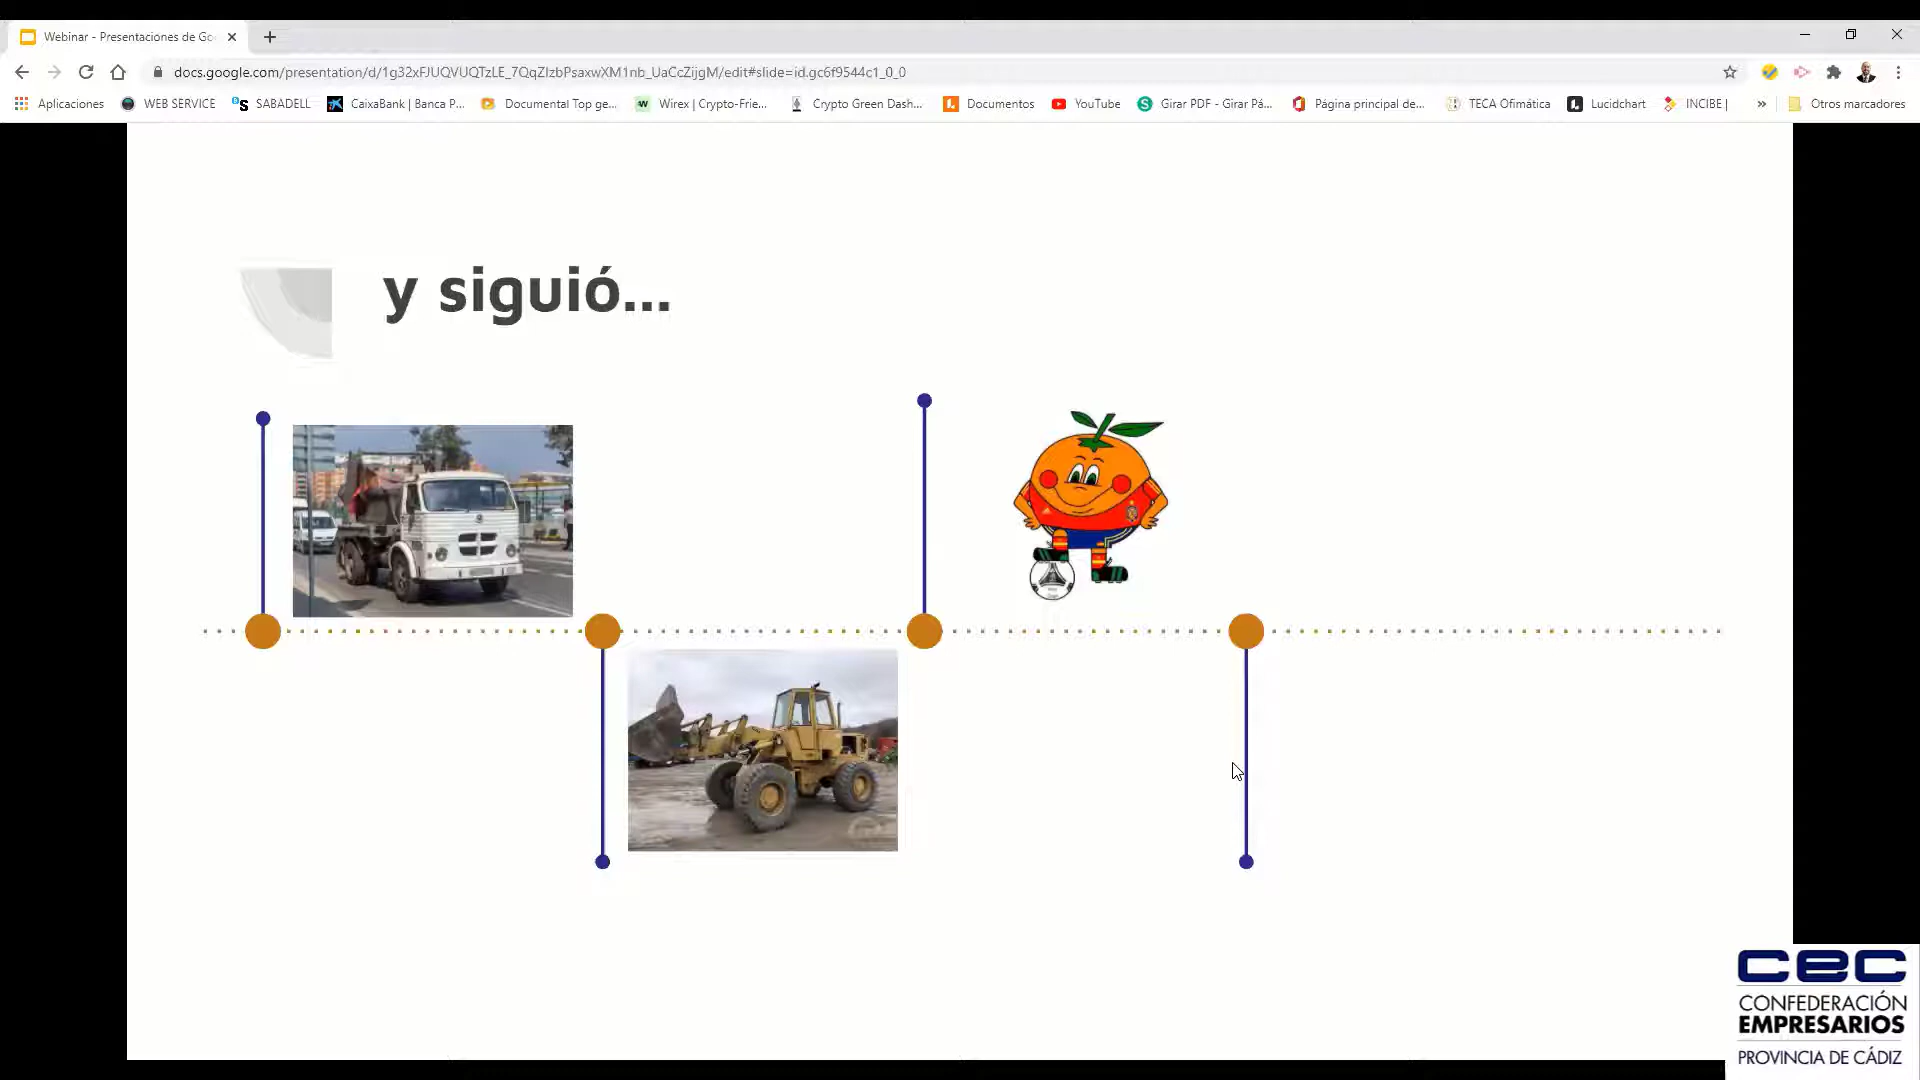 Webinar - Presentaciones de Go
docs.google.com/presentation/d/1g32xFJUQVUQTzLE_7QqZIzbPsaxwXM1nb_UaCcZijgM/edit#slide=id.gc6f9544c1_0_0
Aplicaciones WEB SERVICE SABADELL CaixaBank | Banca P... Documental Top ge... Wirex | Crypto-Frie... Crypto Green Dash... Documentos YouTube Girar PDF - Girar Pá... Página principal de... TECA Ofimática Lucidchart INCIBE | » Otros marcadores
y siguió...
cec
CONFEDERACIÓN
EMPRESARIOS
PROVINCIA DE CÁDIZ